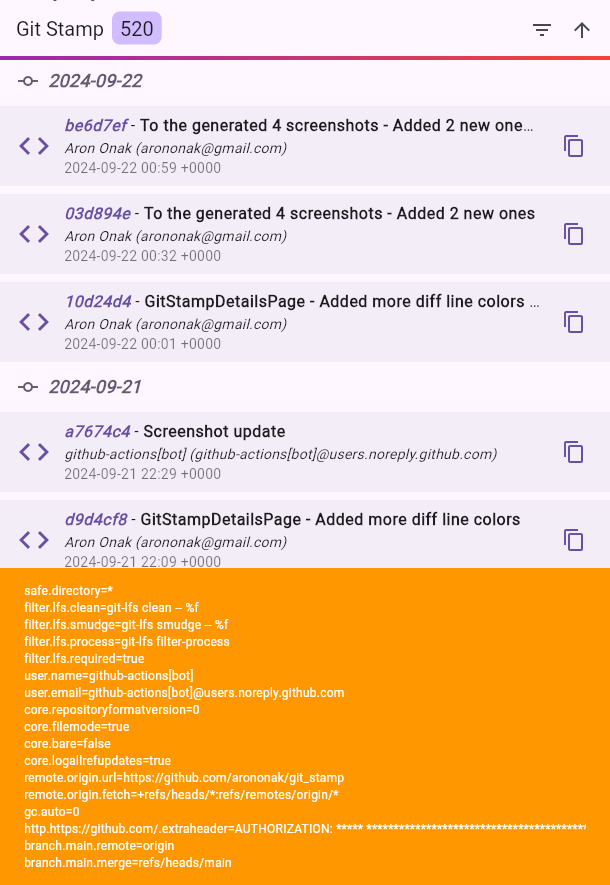 Git Stamp 520
2024-09-22
be6d7ef - To the generated 4 screenshots - Added 2 new one…
Aron Onak (arononak@gmail.com)
2024-09-22 00:59 +0000
03d894e - To the generated 4 screenshots - Added 2 new ones
Aron Onak (arononak@gmail.com)
2024-09-22 00:32 +0000
10d24d4 - GitStampDetailsPage - Added more diff line colors …
Aron Onak (arononak@gmail.com)
2024-09-22 00:01 +0000
2024-09-21
a7674c4 - Screenshot update
github-actions[bot] (github-actions[bot]@users.noreply.github.com)
2024-09-21 22:29 +0000
d9d4cf8 - GitStampDetailsPage - Added more diff line colors
Aron Onak (arononak@gmail.com)
2024-09-21 22:09 +0000
safe.directory=*
filter.lfs.clean=git-lfs clean -- %f
filter.lfs.smudge=git-lfs smudge -- %f
filter.lfs.process=git-lfs filter-process
filter.lfs.required=true
user.name=github-actions[bot]
user.email=github-actions[bot]@users.noreply.github.com
core.repositoryformatversion=0
core.filemode=true
core.bare=false
core.logallrefupdates=true
remote.origin.url=https://github.com/arononak/git_stamp
remote.origin.fetch=+refs/heads/*:refs/remotes/origin/*
gc.auto=0
http.https://github.com/.extraheader=AUTHORIZATION: ***** ******************************************
branch.main.remote=origin
branch.main.merge=refs/heads/main